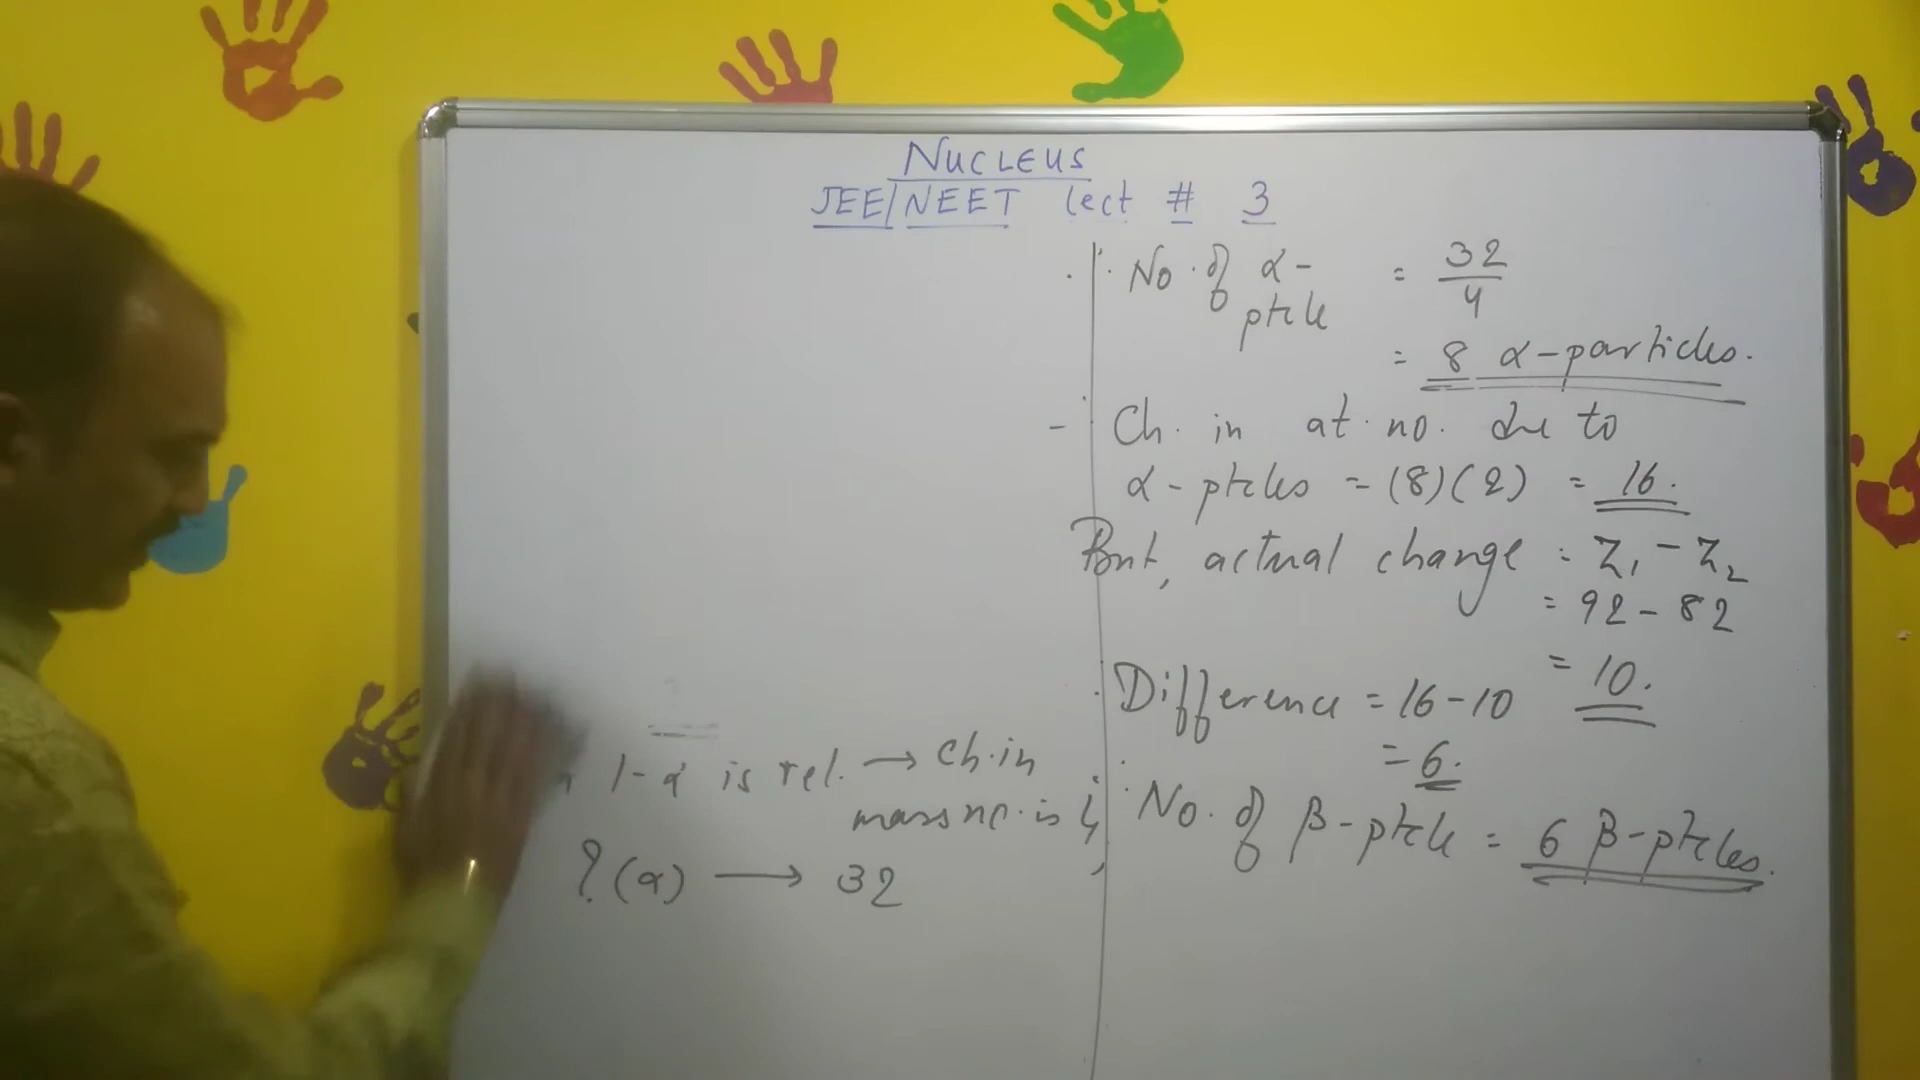 NUCLEUS
JEE/NEET lect # 3
1-α is rel. → Ch. in
mass no. is 4
?(α) → 32
∴ No. of α-
ptcle = 32/4
= 8 α-particles.
- Ch. in at. no. due to
α-ptcles = (8)(2) = 16.
But, actual change = Z₁ - Z₂
= 92 - 82
= 10.
Difference = 16-10
= 6.
∴ No. of β-ptcle = 6 β-ptcles.